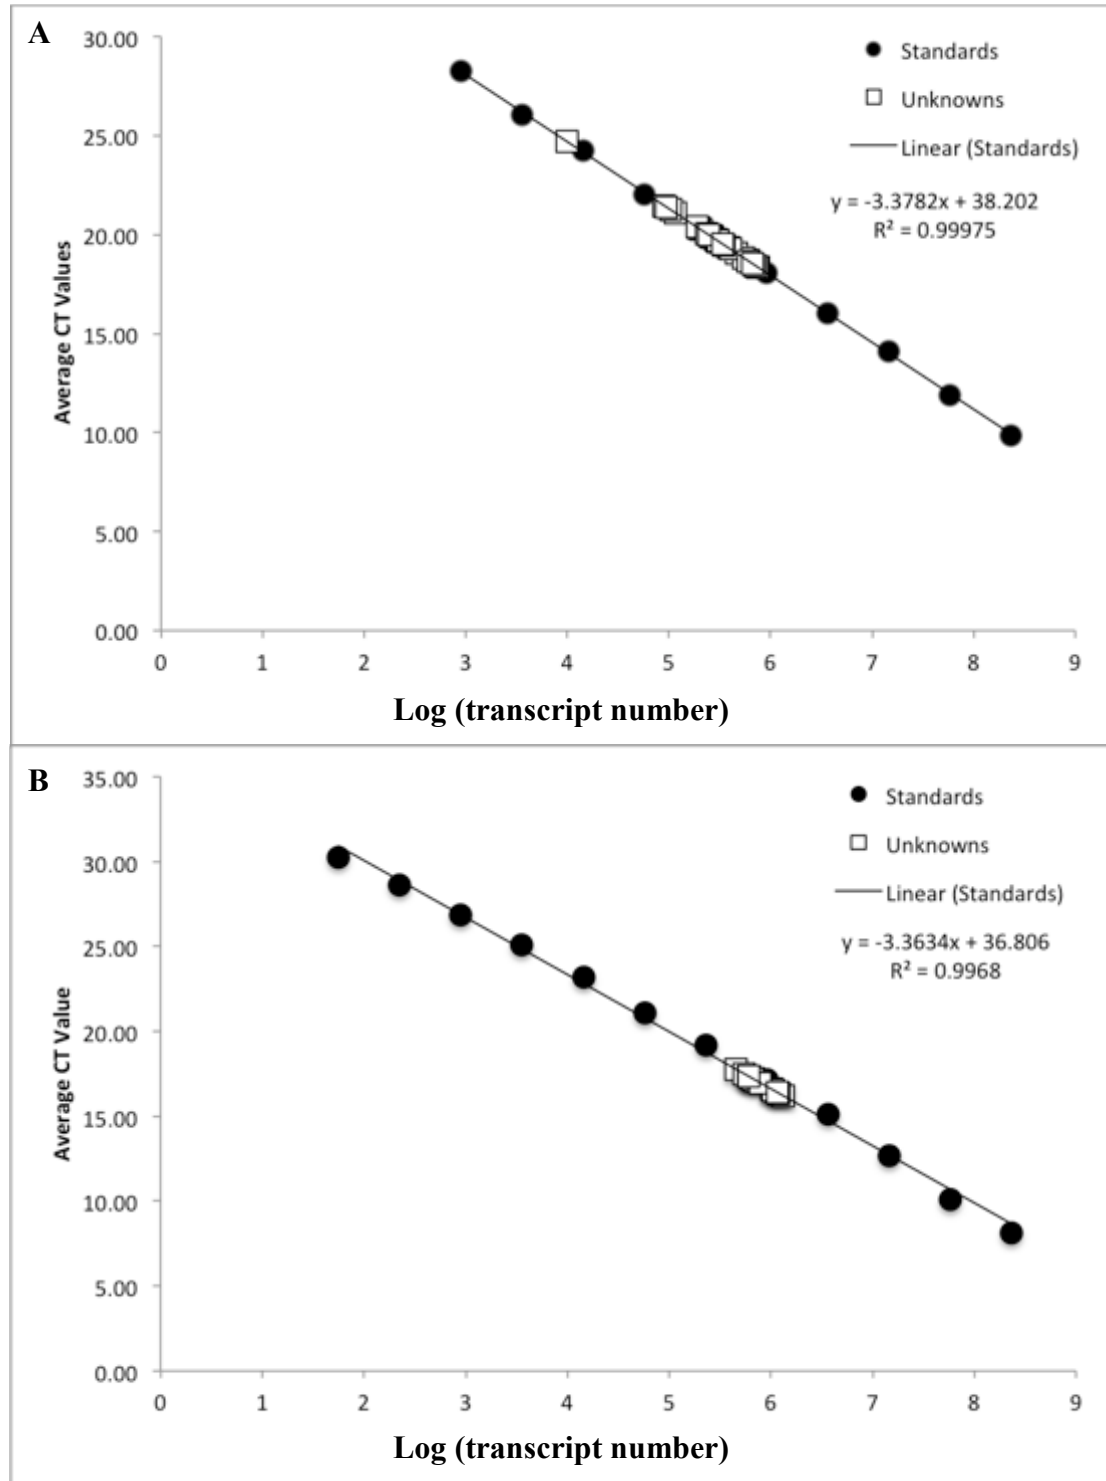 A
30.00
25.00
20.00
15.00
10.00
5.00
0.00
Average CT Values
Standards
Unknowns
Linear (Standards)
y = -3.3782x + 38.202
R² = 0.99975
0 1 2 3 4 5 6 7 8 9
Log (transcript number)
B
35.00
30.00
25.00
20.00
15.00
10.00
5.00
0.00
Average CT Value
Standards
Unknowns
Linear (Standards)
y = -3.3634x + 36.806
R² = 0.9968
0 1 2 3 4 5 6 7 8 9
Log (transcript number)